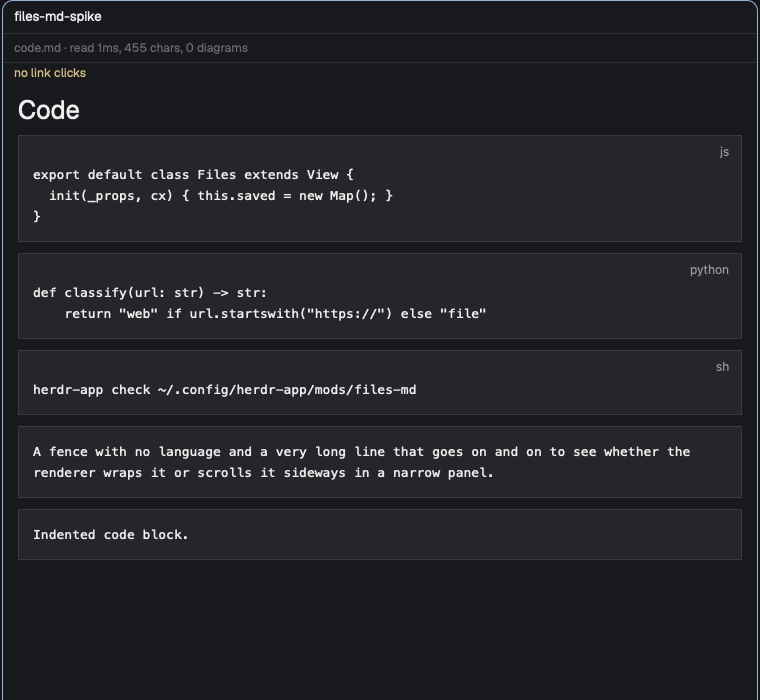 files-md-spike
code.md · read 1ms, 455 chars, 0 diagrams
no link clicks
Code
js
export default class Files extends View {
  init(_props, cx) { this.saved = new Map(); }
}
python
def classify(url: str) -> str:
    return "web" if url.startswith("https://") else "file"
sh
herdr-app check ~/.config/herdr-app/mods/files-md
A fence with no language and a very long line that goes on and on to see whether the
renderer wraps it or scrolls it sideways in a narrow panel.
Indented code block.